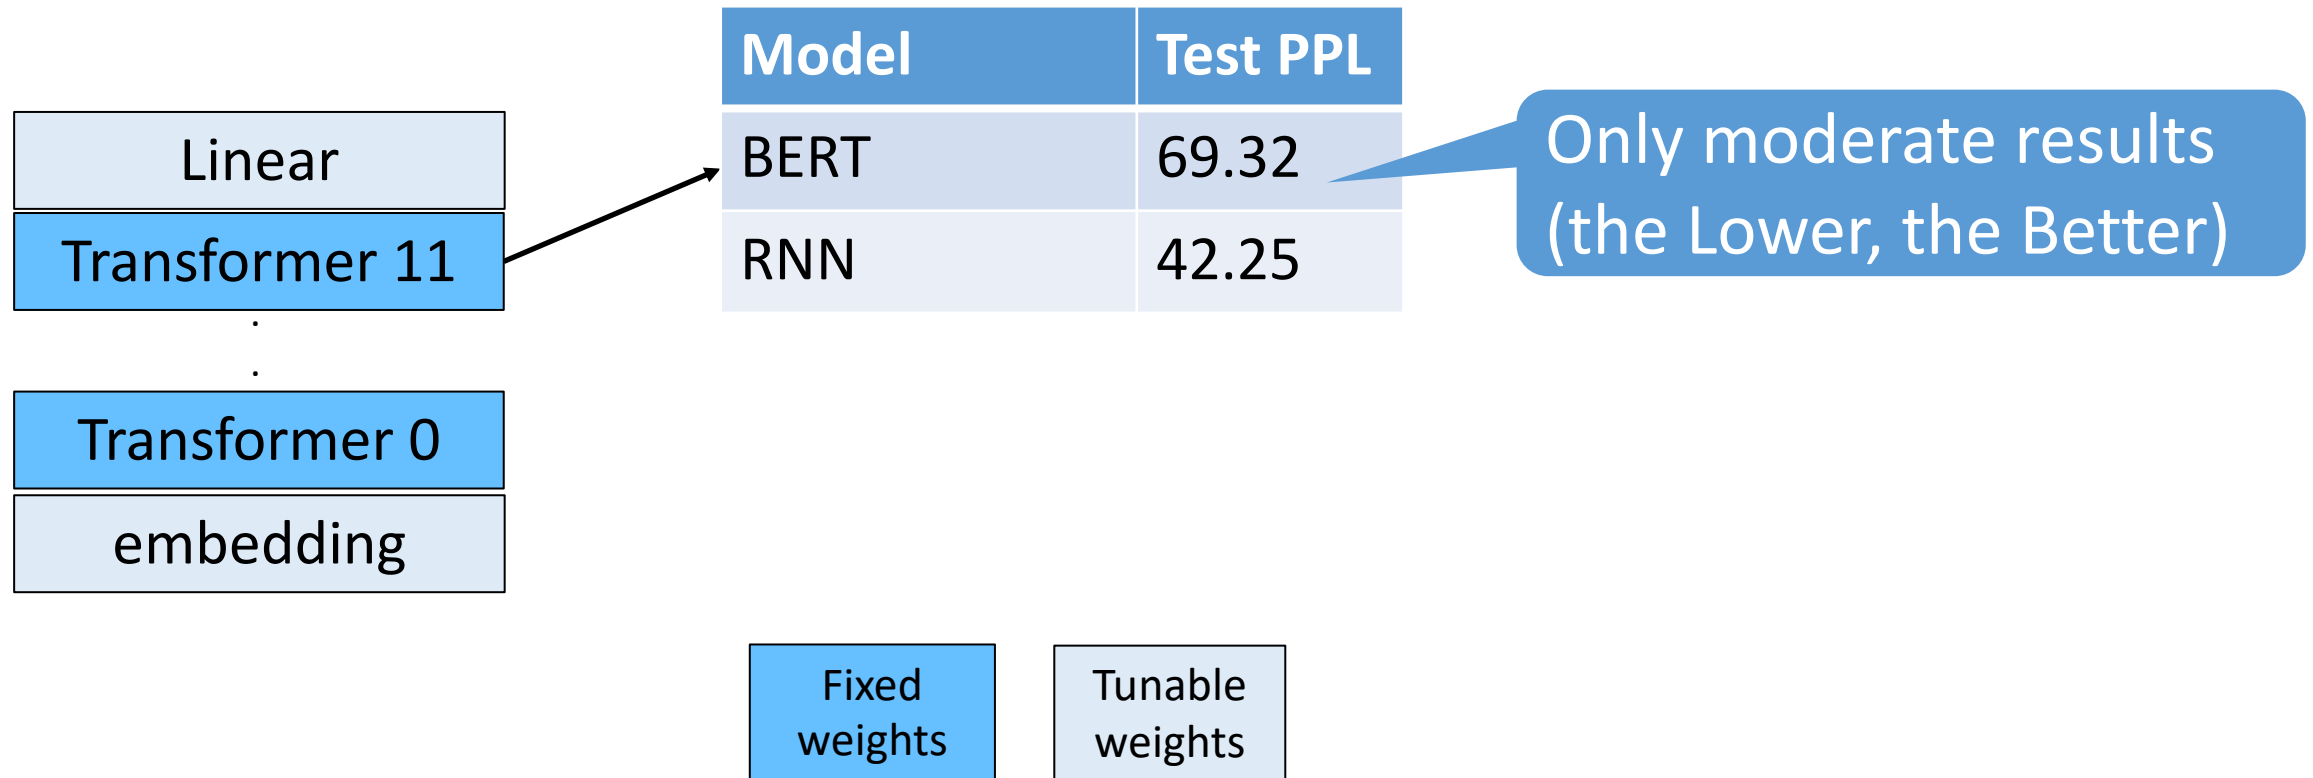 Linear
Transformer 11
.
.
Transformer 0
embedding
Model Test PPL
BERT 69.32
RNN 42.25
Only moderate results
(the Lower, the Better)
Fixed
weights
Tunable
weights